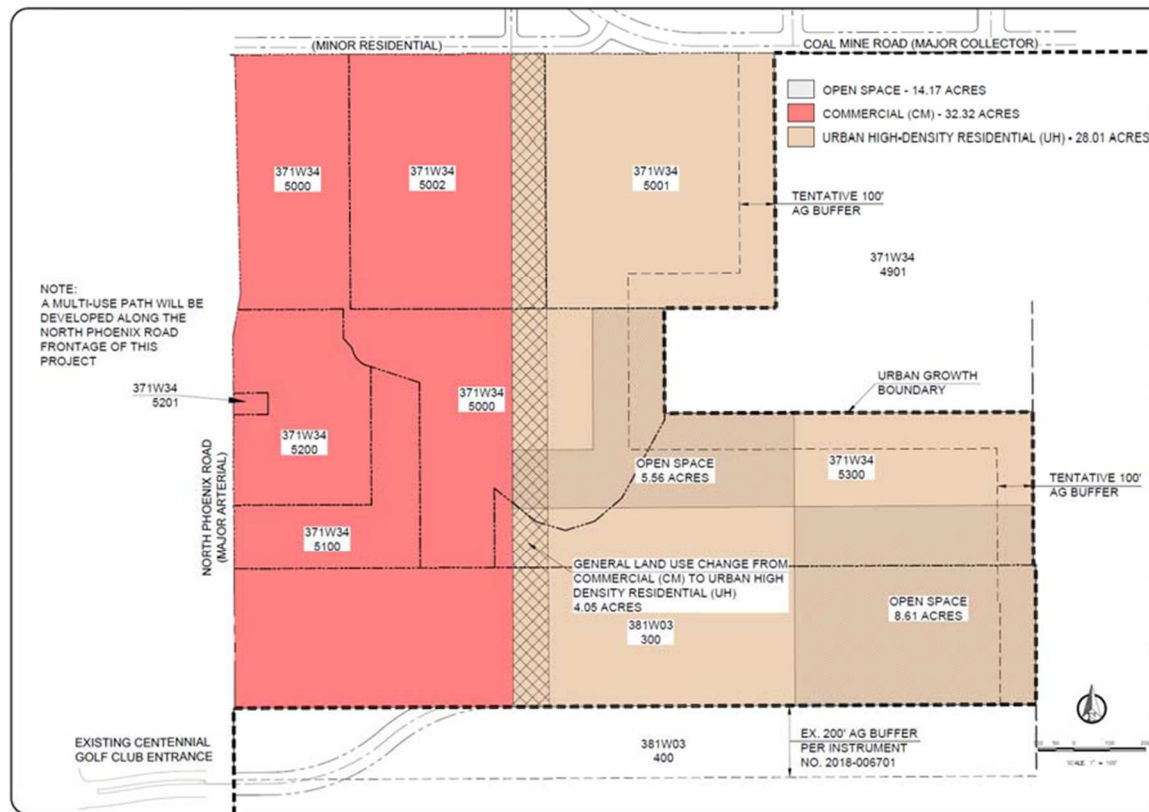 (MINOR RESIDENTIAL)
COAL MINE ROAD (MAJOR COLLECTOR)
OPEN SPACE - 14.17 ACRES
COMMERCIAL (CM) - 32.32 ACRES
URBAN HIGH-DENSITY RESIDENTIAL (UH) - 28.01 ACRES
371W34
5000
371W34
5002
371W34
5001
TENTATIVE 100'
AG BUFFER
371W34
4901
NOTE:
A MULTI-USE PATH WILL BE
DEVELOPED ALONG THE
NORTH PHOENIX ROAD
FRONTAGE OF THIS
PROJECT
371W34
5201
371W34
5000
URBAN GROWTH
BOUNDARY
371W34
5200
OPEN SPACE
5.56 ACRES
371W34
5300
TENTATIVE 100'
AG BUFFER
NORTH PHOENIX ROAD
(MAJOR ARTERIAL)
371W34
5100
GENERAL LAND USE CHANGE FROM
COMMERCIAL (CM) TO URBAN HIGH
DENSITY RESIDENTIAL (UH)
4.05 ACRES
OPEN SPACE
8.61 ACRES
381W03
300
EXISTING CENTENNIAL
GOLF CLUB ENTRANCE
381W03
400
EX. 200' AG BUFFER
PER INSTRUMENT
NO. 2018-006701